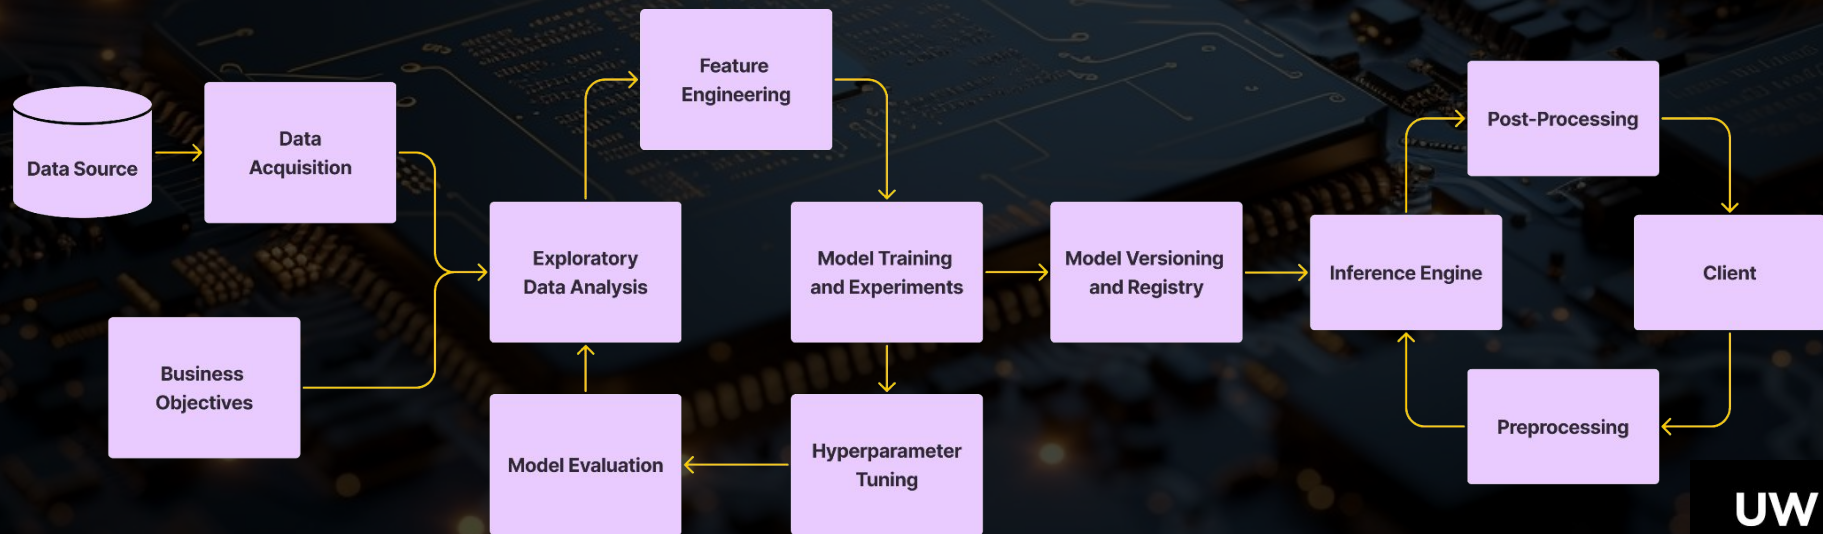 Data Source
Data
Acquisition
Business
Objectives
Exploratory
Data Analysis
Feature
Engineering
Model Training
and Experiments
Hyperparameter
Tuning
Model Evaluation
Model Versioning
and Registry
Inference Engine
Post-Processing
Client
Preprocessing
UW